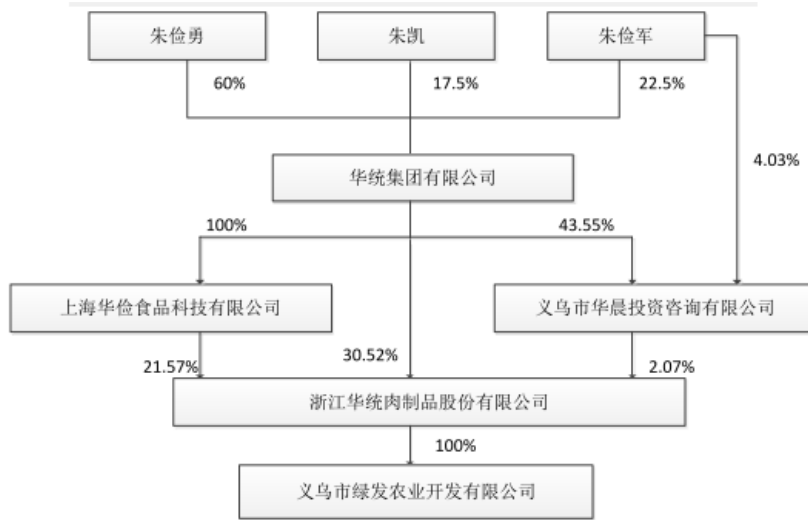 朱俭勇
朱凯
朱俭军
60%
17.5%
22.5%
4.03%
华统集团有限公司
100%
43.55%
上海华俭食品科技有限公司
义乌市华晨投资咨询有限公司
21.57%
30.52%
2.07%
浙江华统肉制品股份有限公司
100%
义乌市绿发农业开发有限公司